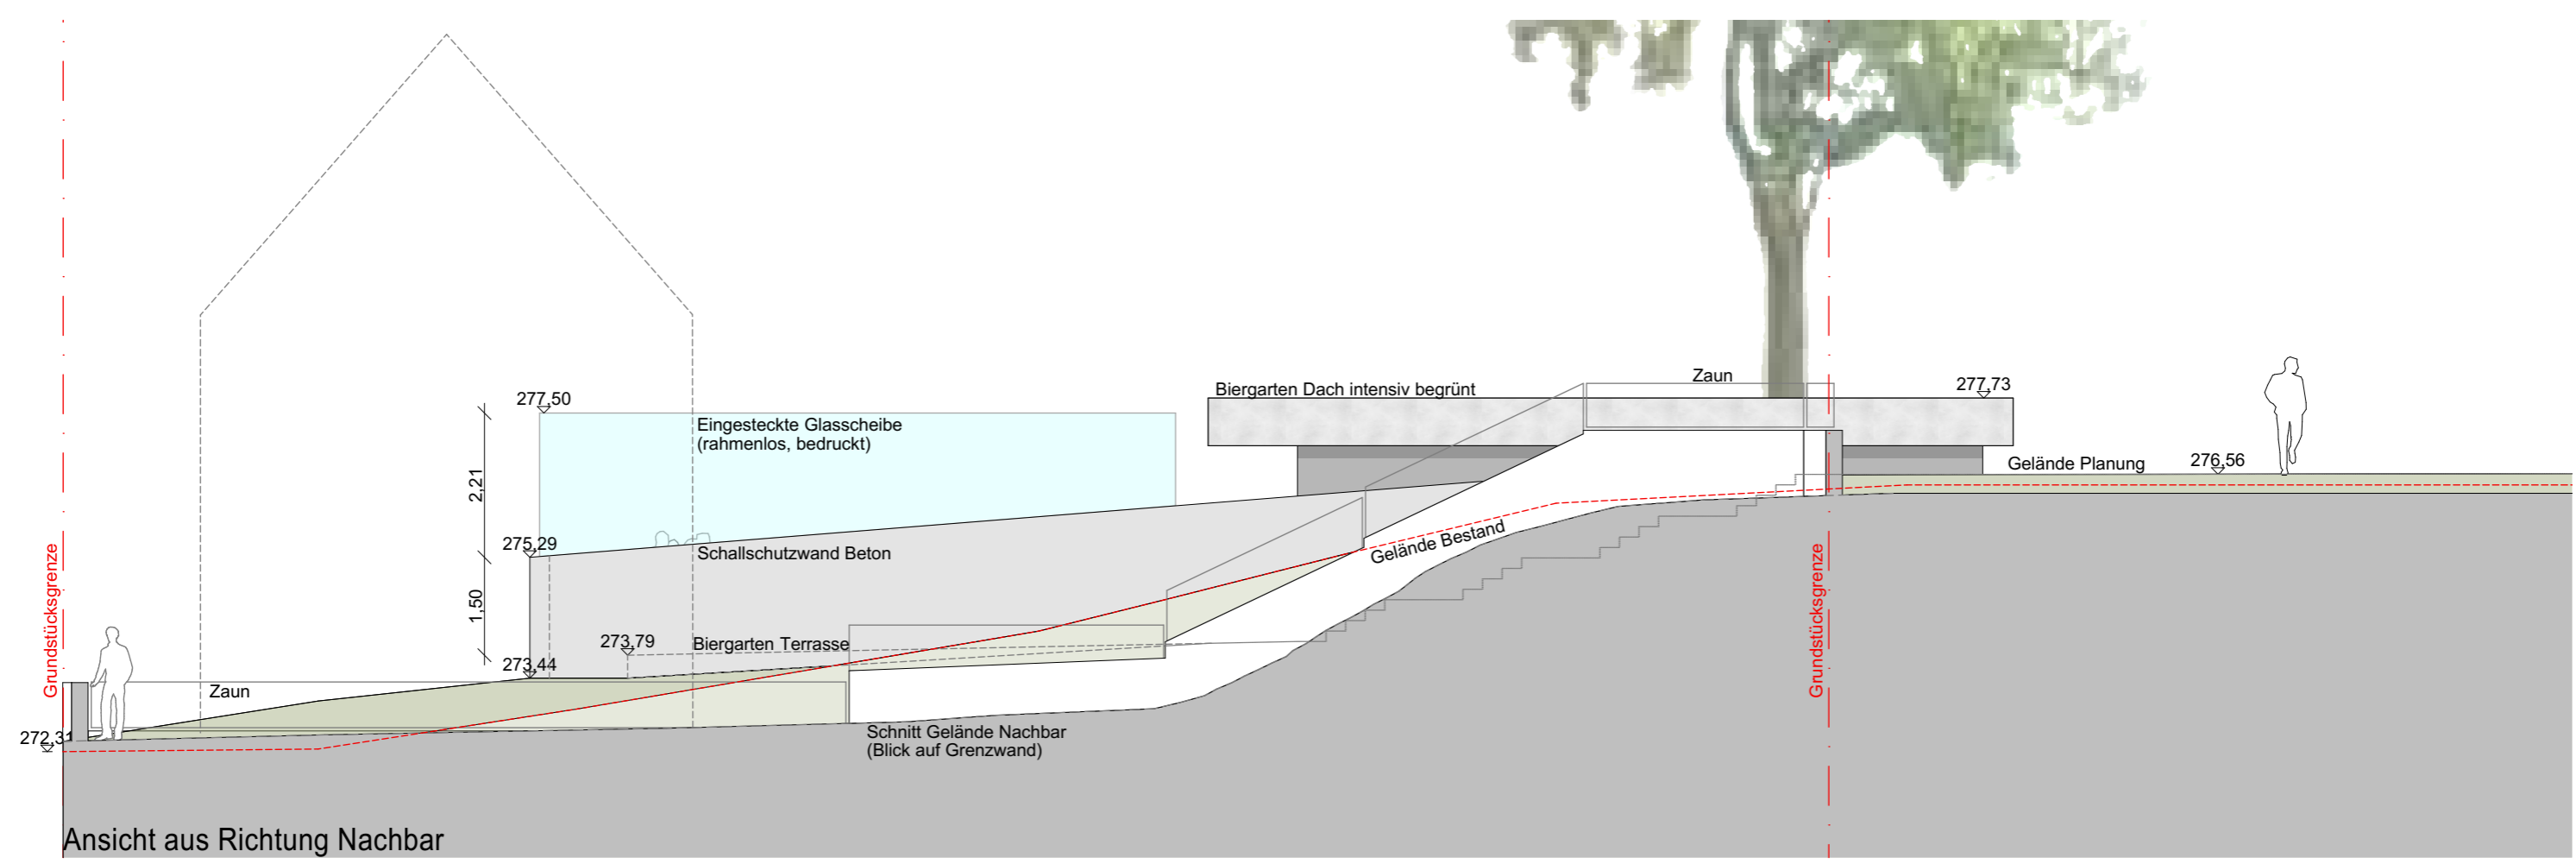 Biergarten Dach intensiv begrünt
Zaun
277,73
277,50
Eingesteckte Glasscheibe
(rahmenlos, bedruckt)
2,21
Gelände Planung
276,56
275,29
Schallschutzwand Beton
Gelände Bestand
1,50
273,79
Biergarten Terrasse
273,44
Grundstücksgrenze
Grundstücksgrenze
Zaun
272,31
Schnitt Gelände Nachbar
(Blick auf Grenzwand)
Ansicht aus Richtung Nachbar